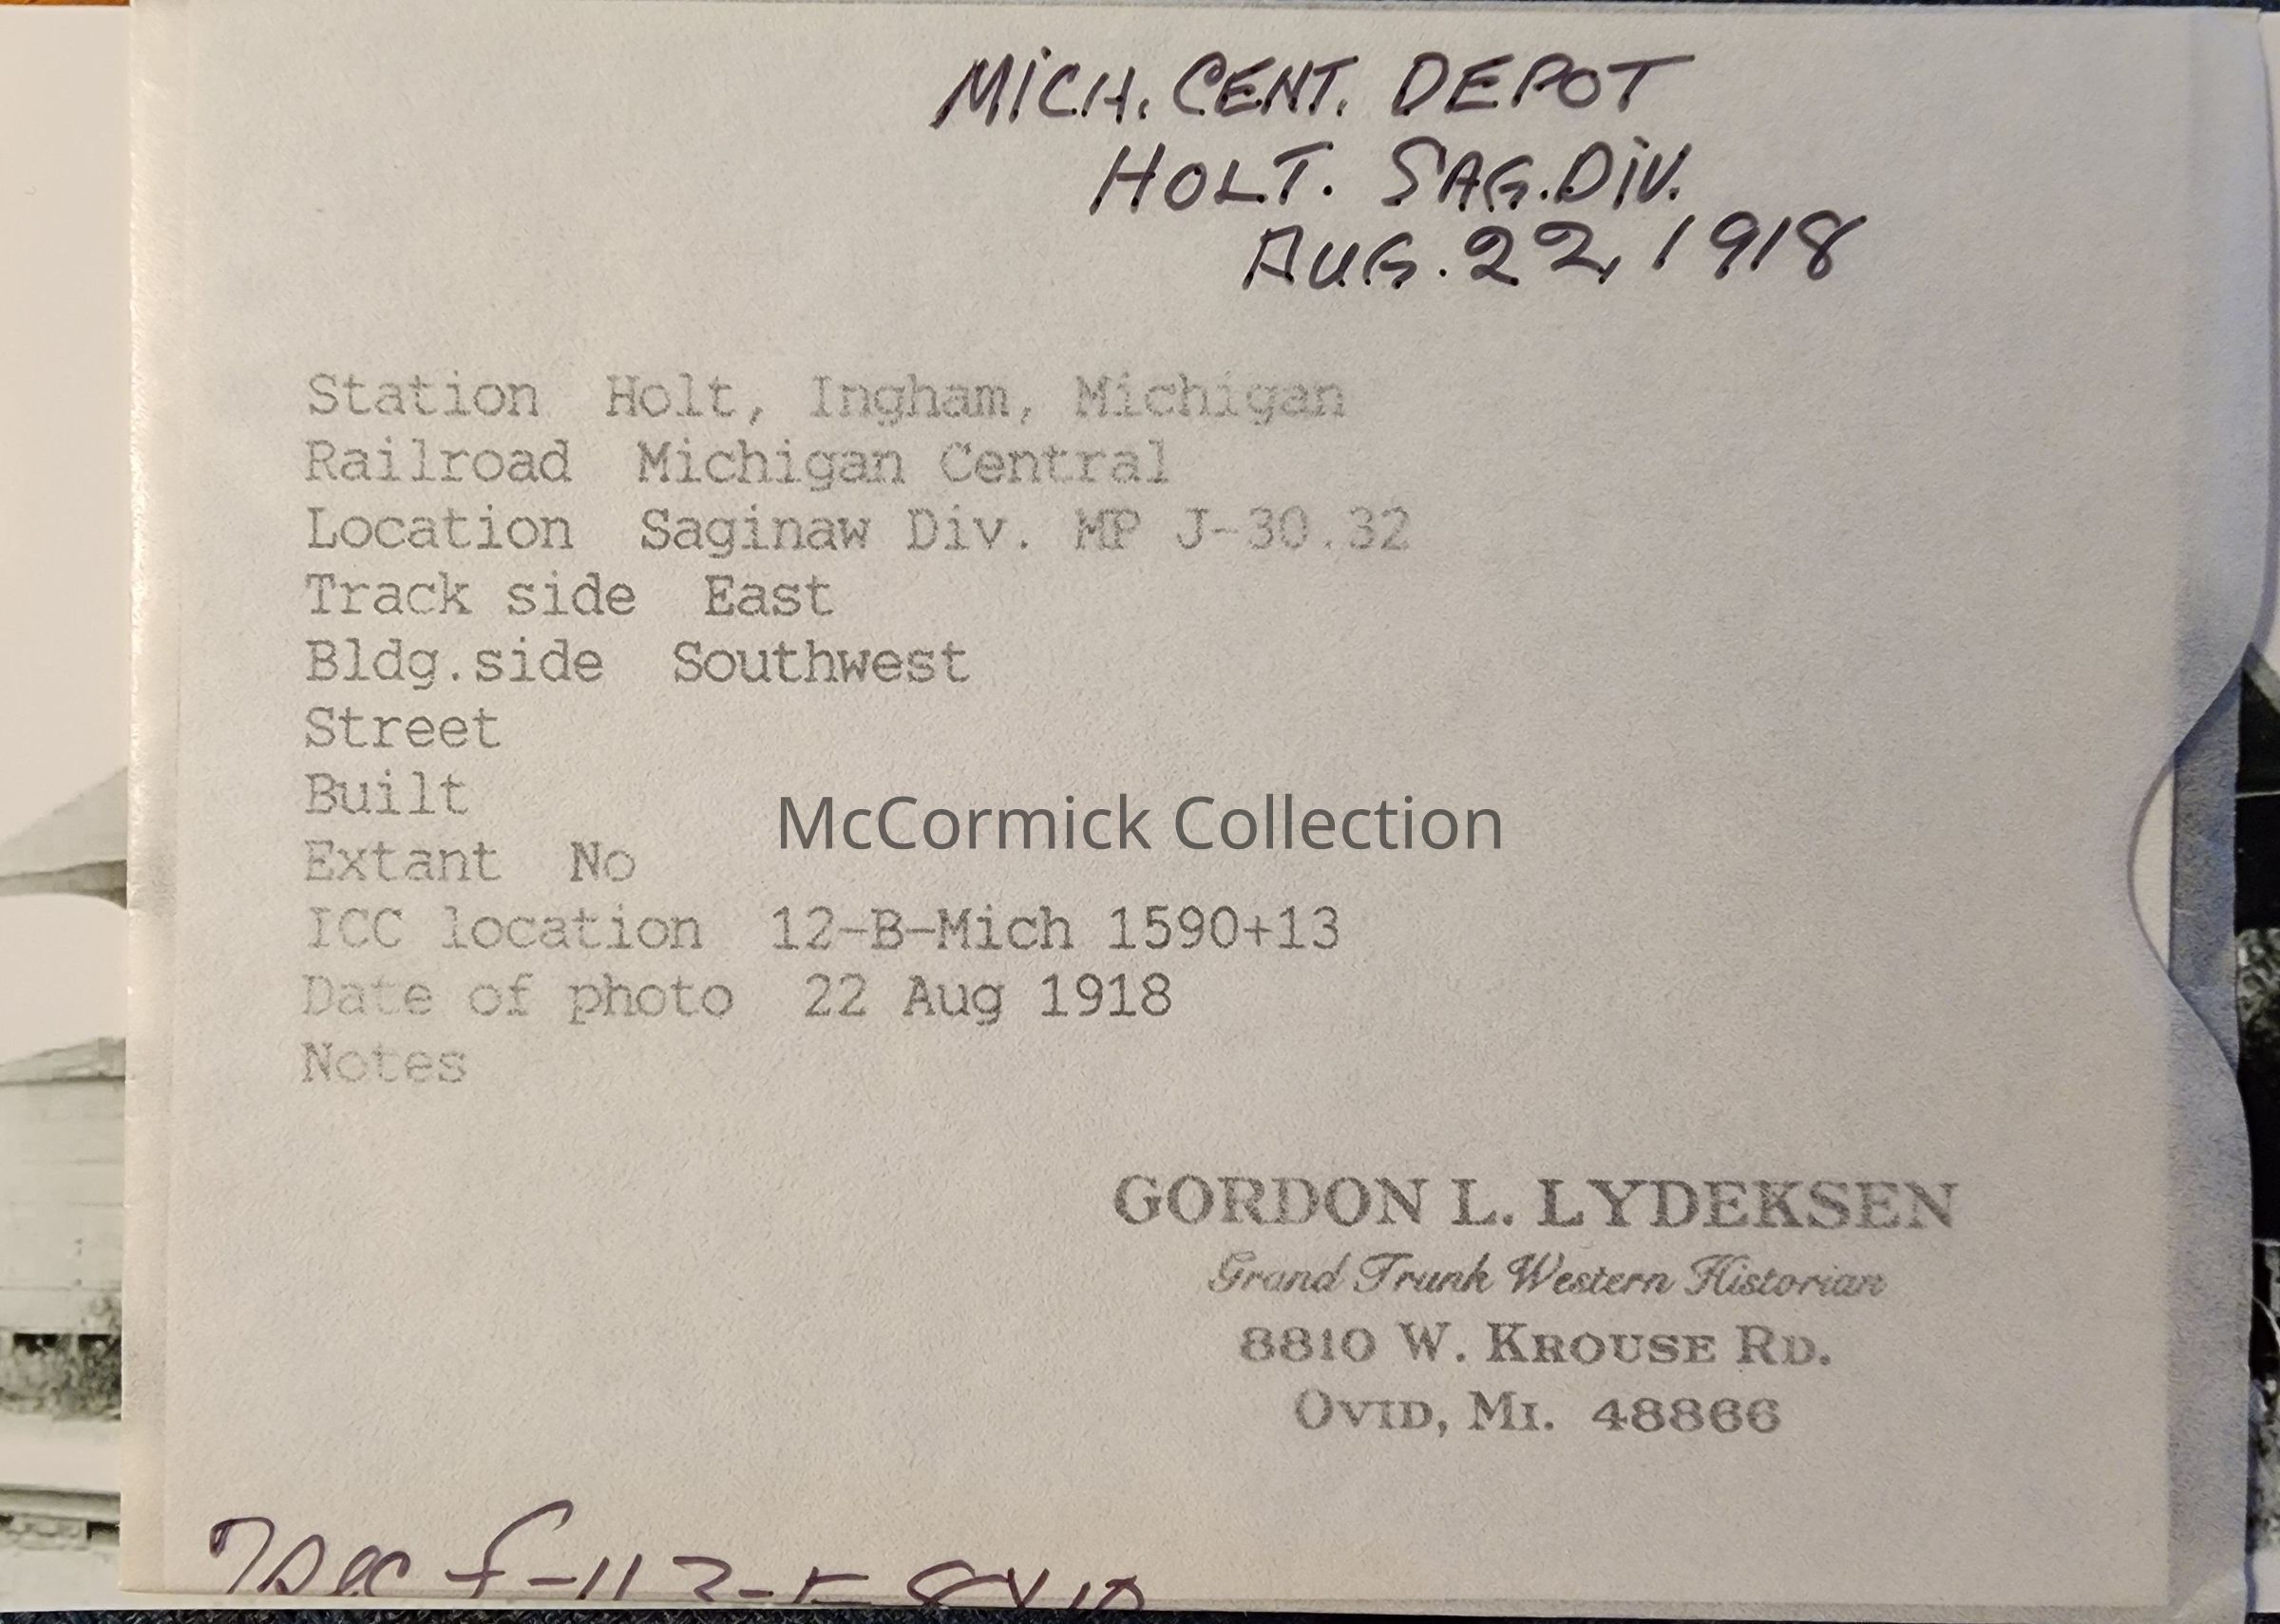 MICH. CENT. DEPOT
HOLT. SAG. DIV.
AUG. 22, 1918
Station Holt, Ingham, Michigan
Railroad Michigan Central
Location Saginaw Div. MP J-30.32
Track side East
Bldg.side Southwest
Street
Built
McCormick Collection
Extant No
ICC location 12-B-Mich 1590+13
Date of photo 22 Aug 1918
Notes
GORDON L. LYDEKSEN
Grand Trunk Western Historian
8810 W. KROUSE RD.
OVID, MI. 48866